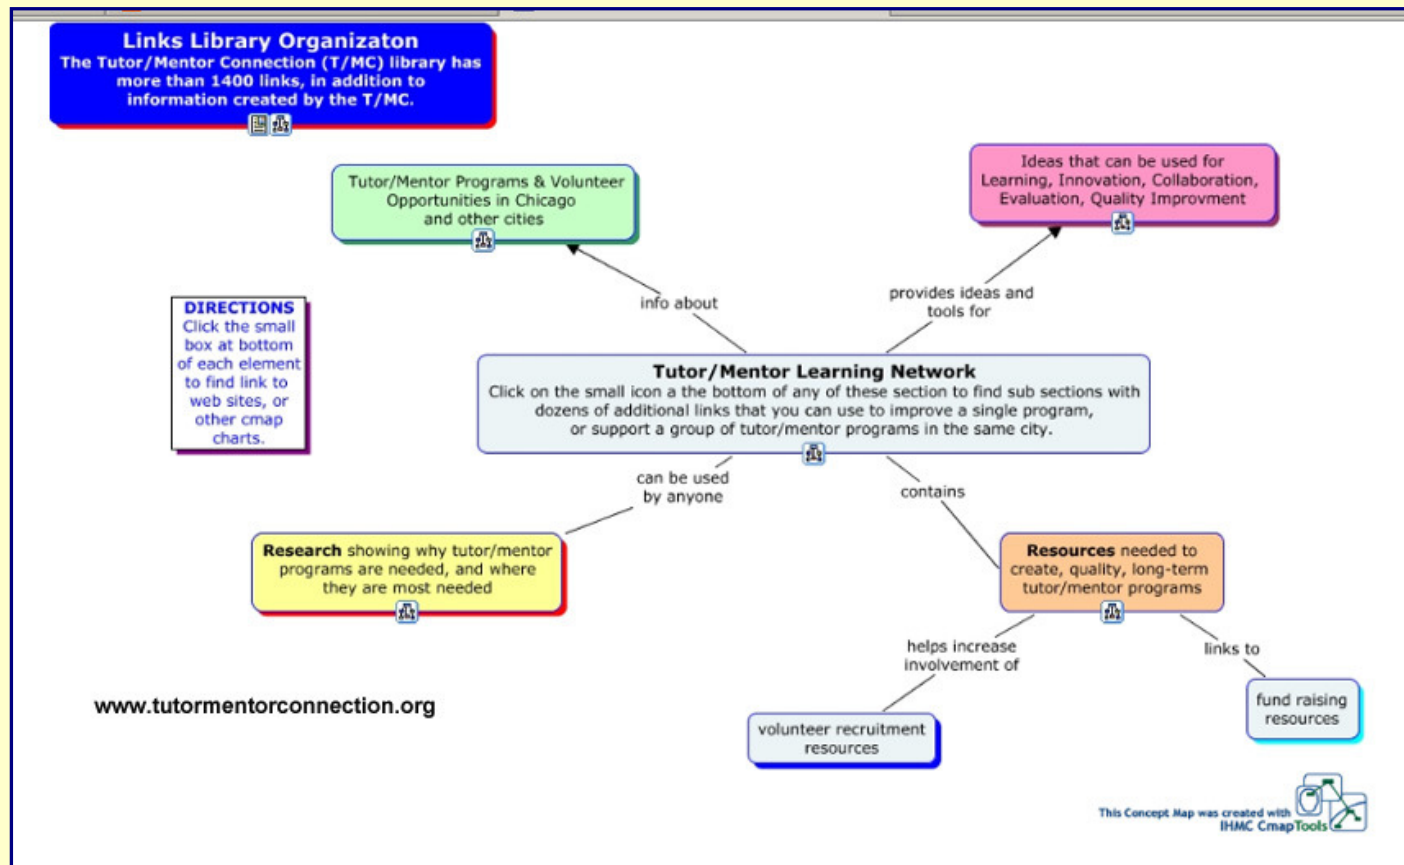 Links Library Organizaton
The Tutor/Mentor Connection (T/MC) library has
more than 1400 links, in addition to
information created by the T/MC.
Tutor/Mentor Programs & Volunteer
Opportunities in Chicago
and other cities
Ideas that can be used for
Learning, Innovation, Collaboration,
Evaluation, Quality Improvment
info about
provides ideas and
tools for
DIRECTIONS
Click the small
box at bottom
of each element
to find link to
web sites, or
other cmap
charts.
Tutor/Mentor Learning Network
Click on the small icon a the bottom of any of these section to find sub sections with
dozens of additional links that you can use to improve a single program,
or support a group of tutor/mentor programs in the same city.
can be used
by anyone
contains
Research showing why tutor/mentor
programs are needed, and where
they are most needed
Resources needed to
create, quality, long-term
tutor/mentor programs
helps increase
involvement of
links to
www.tutormentorconnection.org
volunteer recruitment
resources
fund raising
resources
This Concept Map was created with
IHMC CmapTools